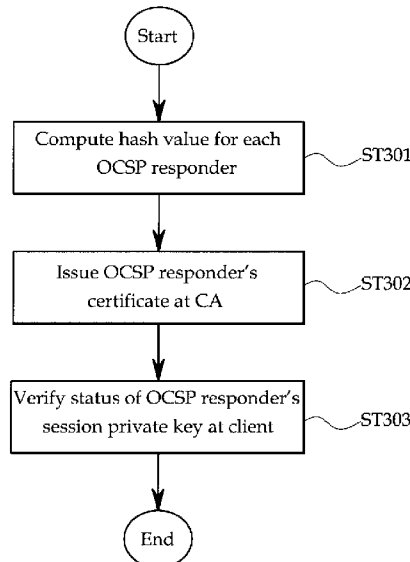 Start
Compute hash value for each
OCSP responder
ST301
Issue OCSP responder's
certificate at CA
ST302
Verify status of OCSP responder's
session private key at client
ST303
End